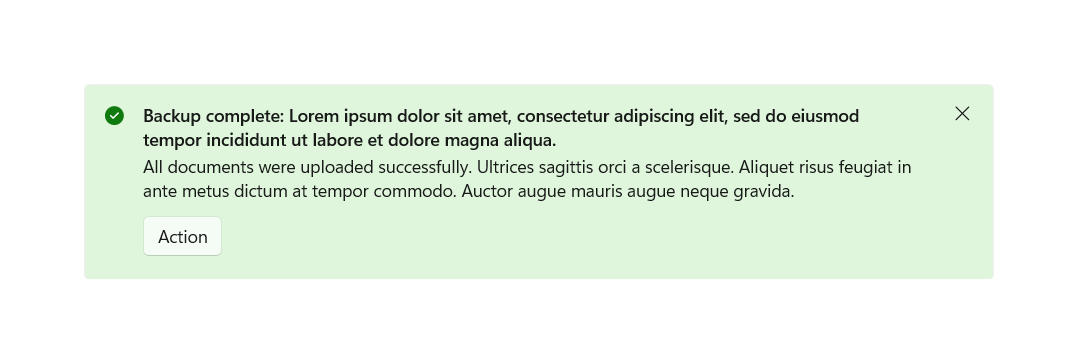 Backup complete: Lorem ipsum dolor sit amet, consectetur adipiscing elit, sed do eiusmod
tempor incididunt ut labore et dolore magna aliqua.
All documents were uploaded successfully. Ultrices sagittis orci a scelerisque. Aliquet risus feugiat in
ante metus dictum at tempor commodo. Auctor augue mauris augue neque gravida.
Action